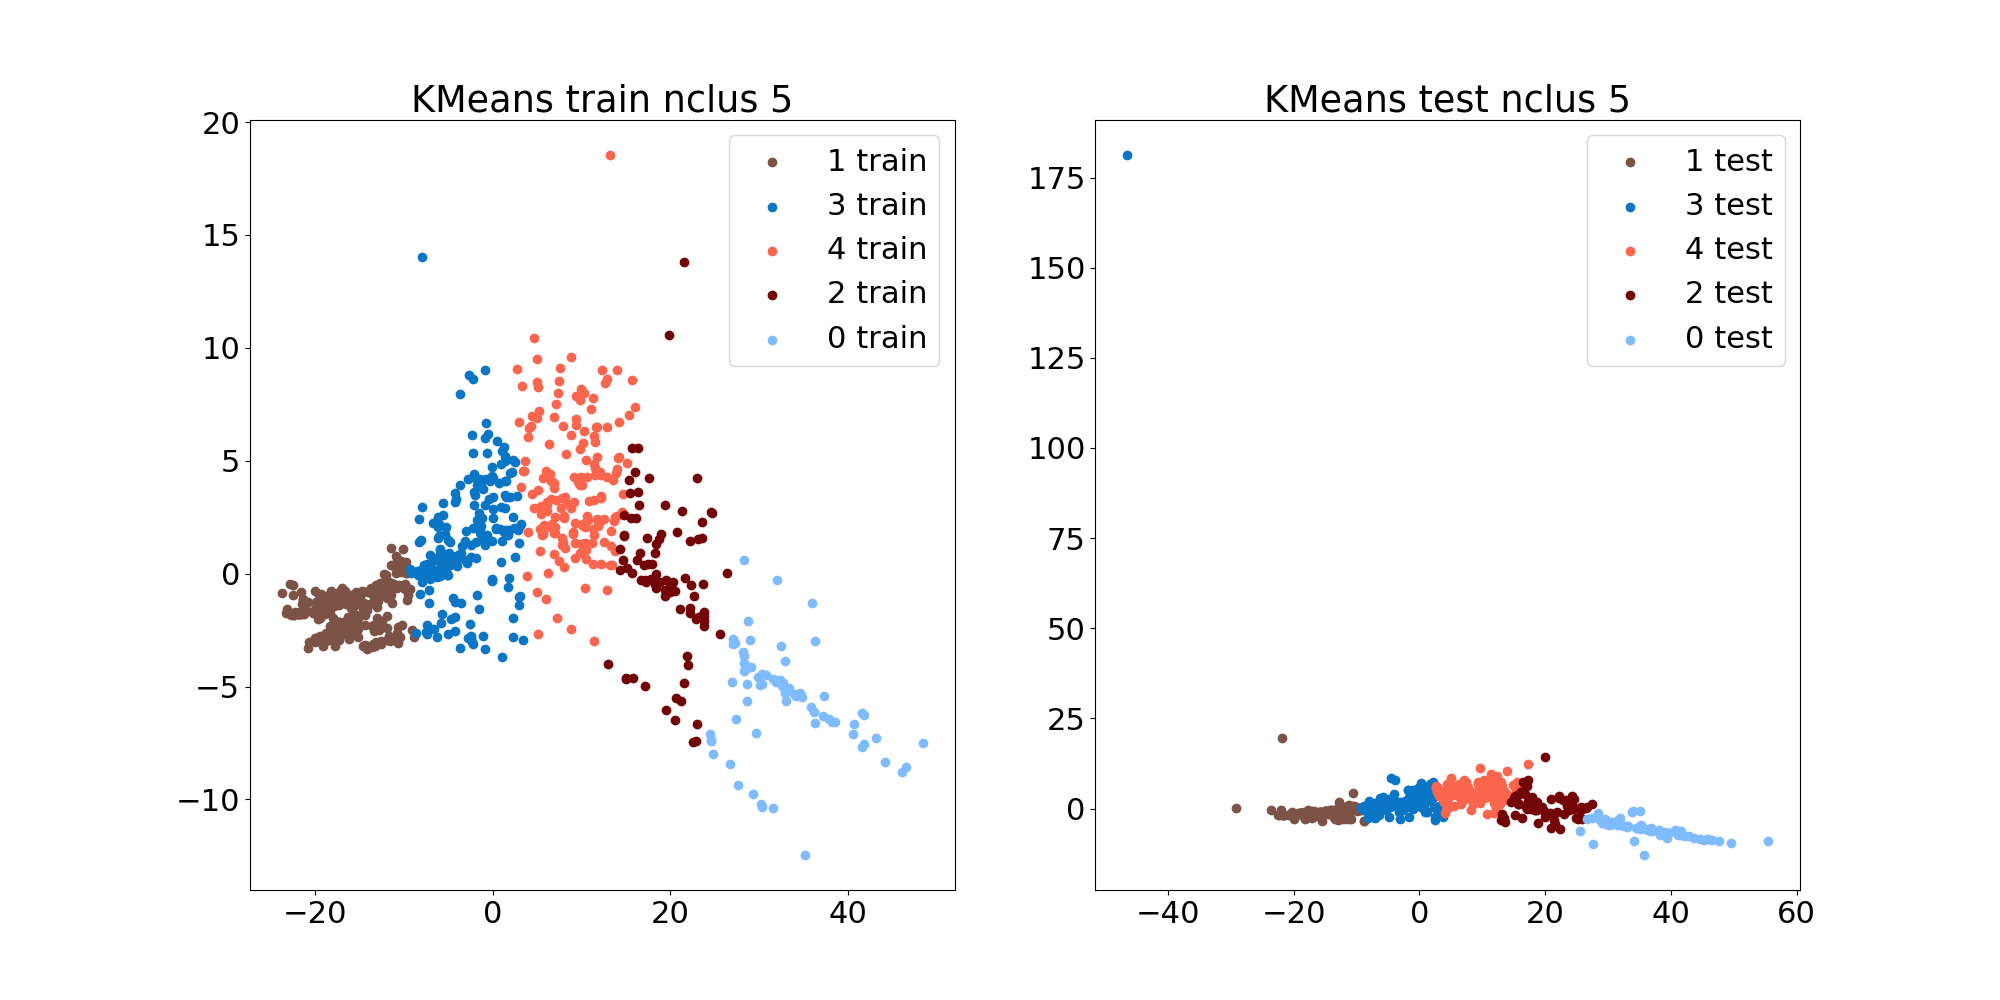 KMeans train nclus 5
20
15
10
5
0
−5
−10
−20
0
20
40
1 train
3 train
4 train
2 train
0 train
KMeans test nclus 5
175
150
125
100
75
50
25
0
−40
−20
0
20
40
60
1 test
3 test
4 test
2 test
0 test